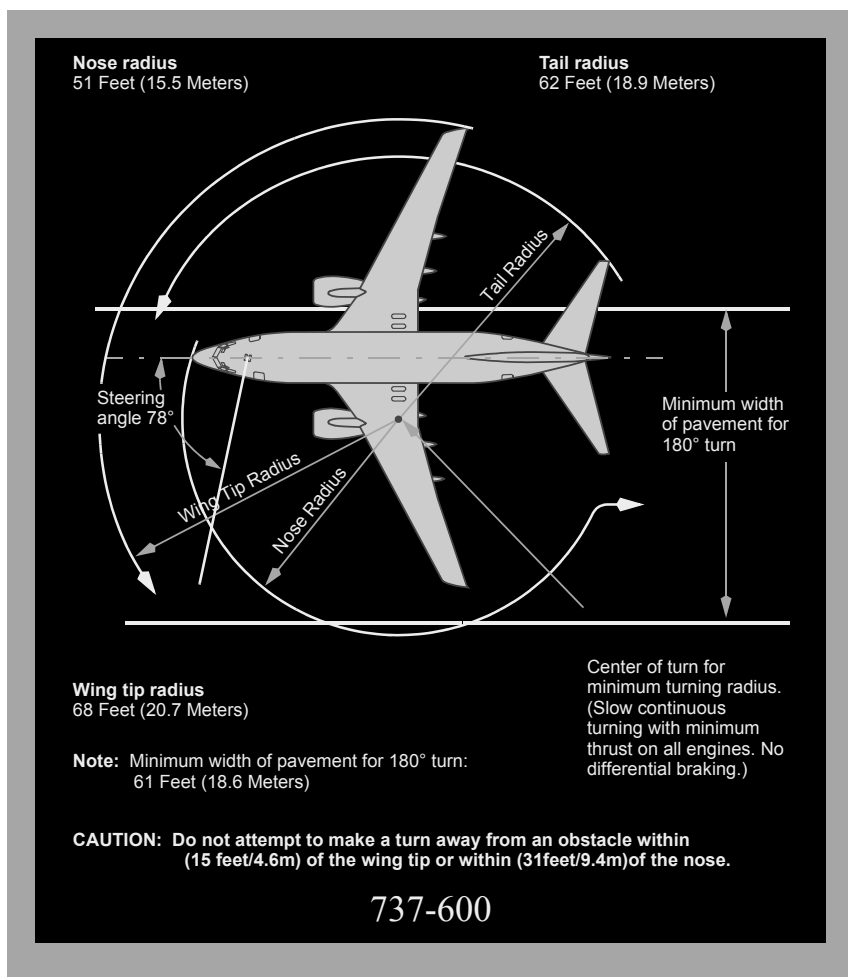 Nose radius
51 Feet (15.5 Meters)
Tail radius
62 Feet (18.9 Meters)
Tail Radius
Steering
angle 78°
Minimum width
of pavement for
180° turn
Wing Tip Radius
Nose Radius
Center of turn for
minimum turning radius.
(Slow continuous
turning with minimum
thrust on all engines. No
differential braking.)
Wing tip radius
68 Feet (20.7 Meters)
Note: Minimum width of pavement for 180° turn:
61 Feet (18.6 Meters)
CAUTION: Do not attempt to make a turn away from an obstacle within
(15 feet/4.6m) of the wing tip or within (31feet/9.4m)of the nose.
737-600